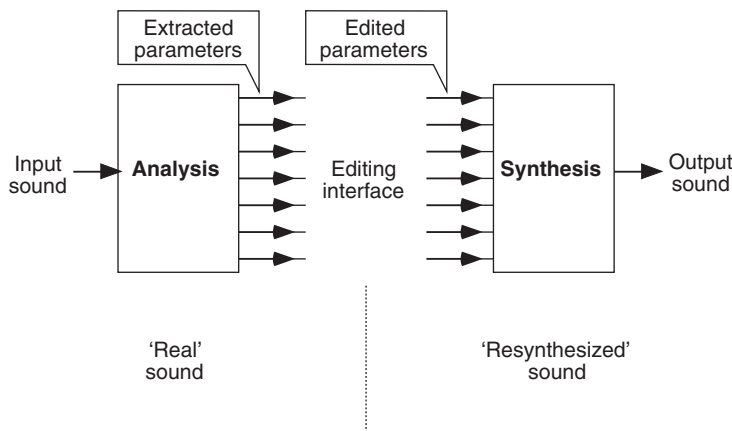 Extracted
parameters
Edited
parameters
Input
sound
Analysis
Editing
interface
Synthesis
Output
sound
‘Real’
sound
‘Resynthesized’
sound